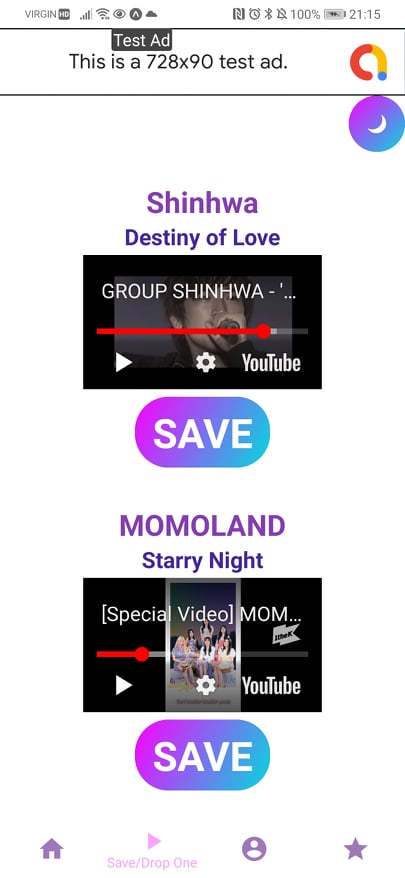 VIRGIN HD 100% 21:15
Test Ad
This is a 728x90 test ad.
Shinhwa
Destiny of Love
GROUP SHINHWA - '...
YouTube
SAVE
MOMOLAND
Starry Night
[Special Video] MOM...
1theK
YouTube
SAVE
Save/Drop One